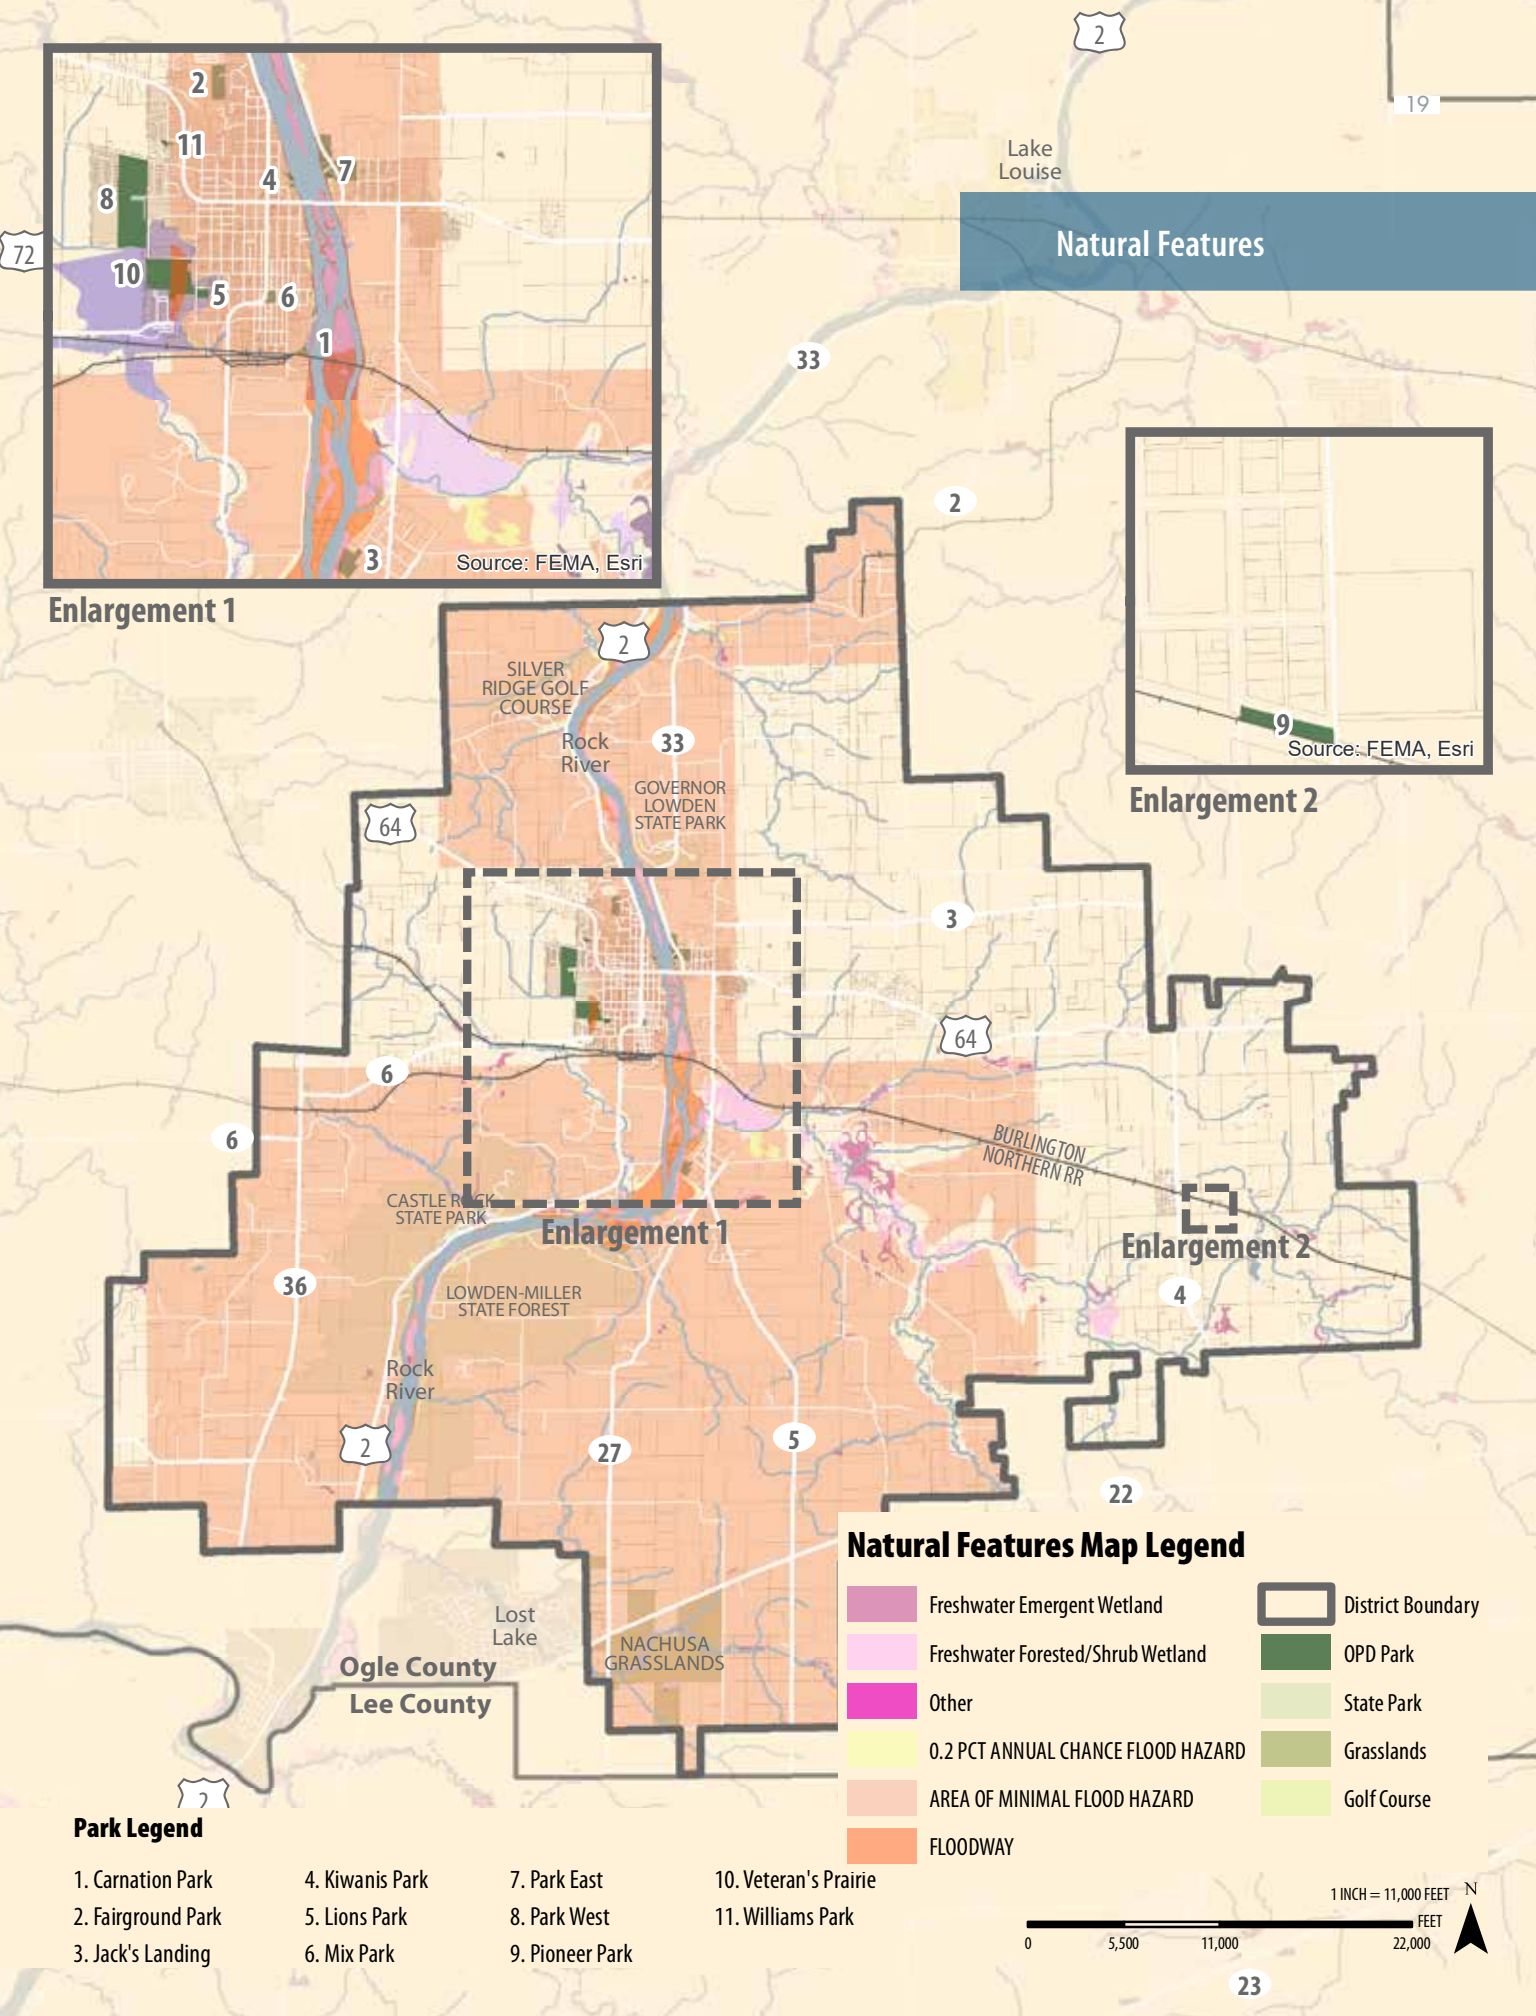 2
19
Lake
Louise
Natural Features
72
2
11
4
7
8
10
5
6
1
3
Source: FEMA, Esri
Enlargement 1
33
2
9
Source: FEMA, Esri
Enlargement 2
2
SILVER
RIDGE GOLF
COURSE
Rock
River
33
GOVERNOR
LOWDEN
STATE PARK
64
3
64
6
6
BURLINGTON
NORTHERN RR
CASTLE ROCK
STATE PARK
Enlargement 1
Enlargement 2
36
LOWDEN-MILLER
STATE FOREST
4
Rock
River
2
27
5
22
Lost
Lake
NACHUSA
GRASSLANDS
Ogle County
Lee County
2
Natural Features Map Legend
Freshwater Emergent Wetland
Freshwater Forested/Shrub Wetland
Other
0.2 PCT ANNUAL CHANCE FLOOD HAZARD
AREA OF MINIMAL FLOOD HAZARD
FLOODWAY
District Boundary
OPD Park
State Park
Grasslands
Golf Course
Park Legend
1. Carnation Park
2. Fairground Park
3. Jack's Landing
4. Kiwanis Park
5. Lions Park
6. Mix Park
7. Park East
8. Park West
9. Pioneer Park
10. Veteran's Prairie
11. Williams Park
1 INCH = 11,000 FEET
N
FEET
0 5,500 11,000 22,000
23